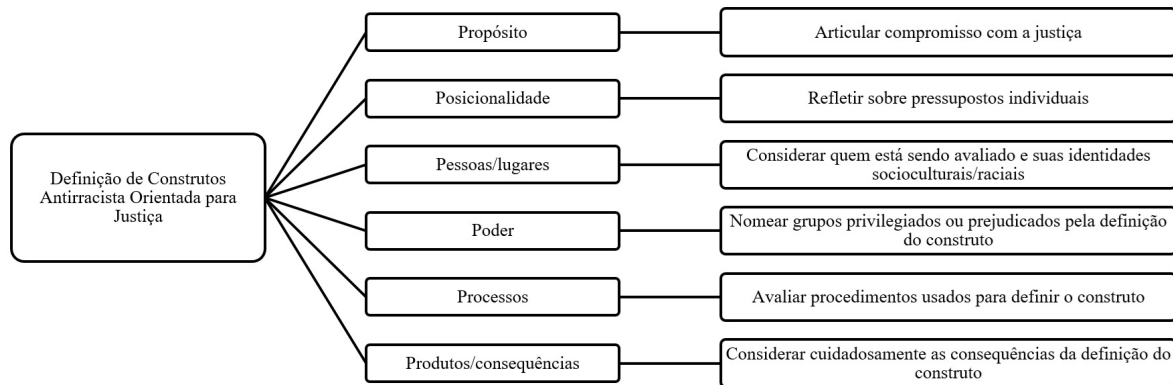 Definição de Construtos
Antirracista Orientada para
Justiça
Propósito
Articular compromisso com a justiça
Posicionalidade
Refletir sobre pressupostos individuais
Pessoas/lugares
Considerar quem está sendo avaliado e suas identidades
socioculturais/raciais
Poder
Nomear grupos privilegiados ou prejudicados pela definição
do construto
Processos
Avaliar procedimentos usados para definir o construto
Produtos/consequências
Considerar cuidadosamente as consequências da definição do
construto